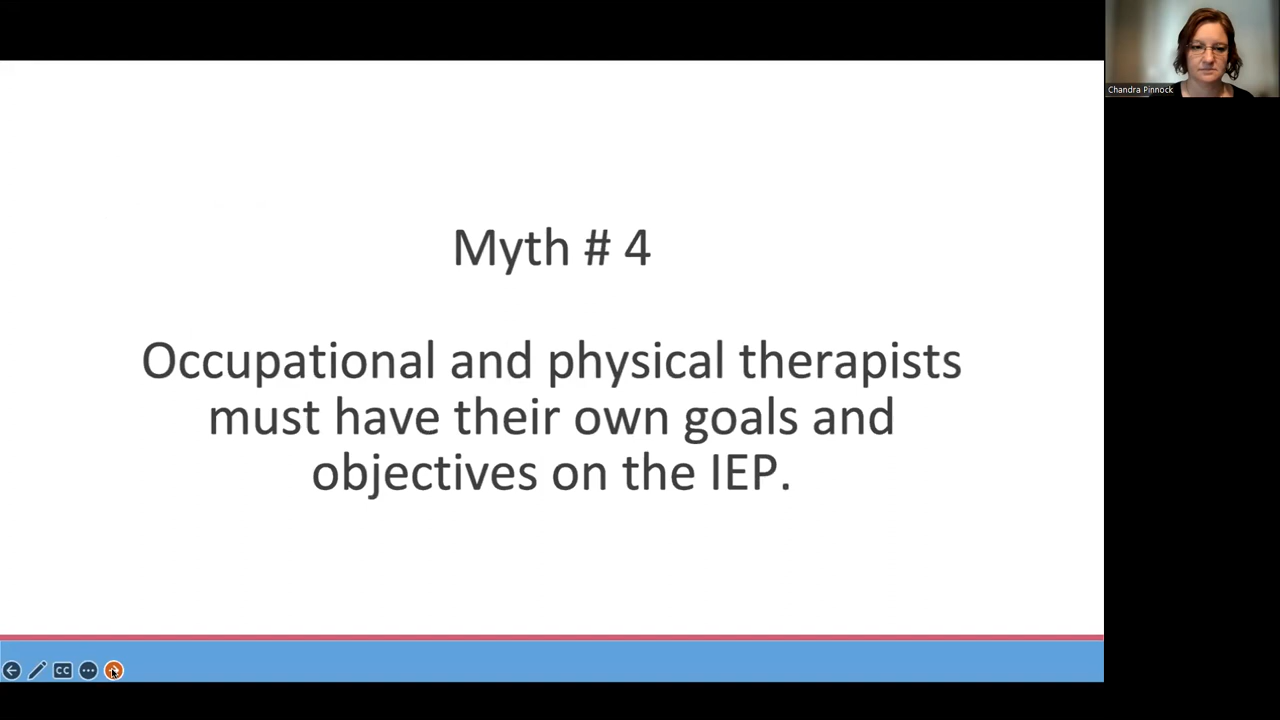 Chandra Pinnock
Myth # 4
Occupational and physical therapists
must have their own goals and
objectives on the IEP.
CC